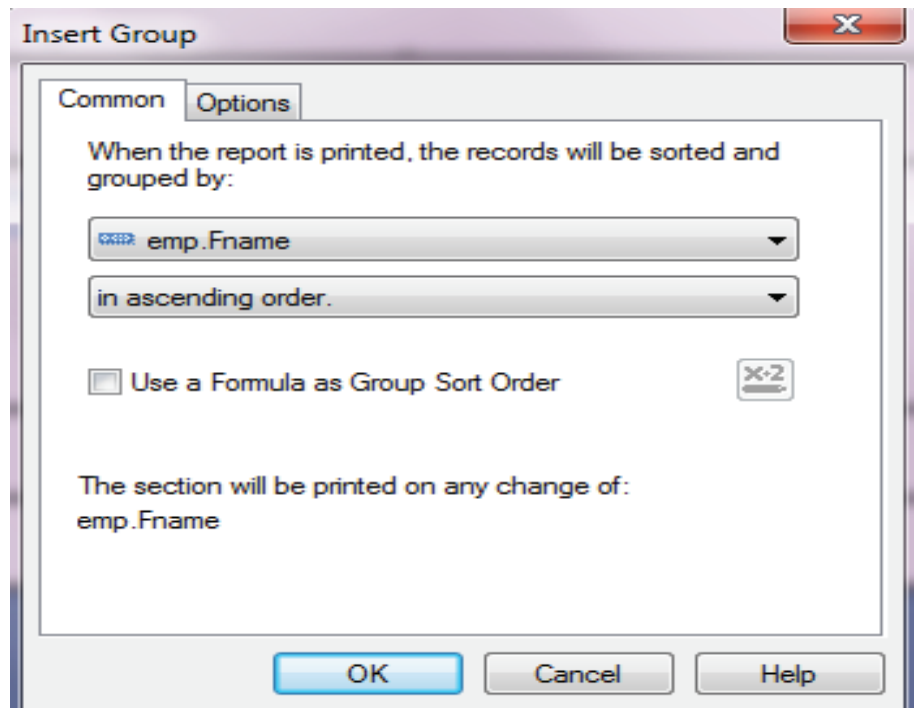 Insert Group
Common
Options
When the report is printed, the records will be sorted and
grouped by:
emp.Fname
in ascending order.
Use a Formula as Group Sort Order
x+2
The section will be printed on any change of:
emp.Fname
OK
Cancel
Help